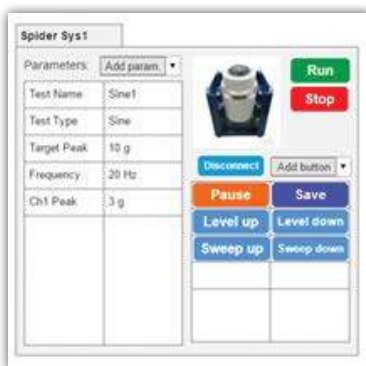 Spider Sys1
Parameters: Add param.
Run
Stop
Test Name Sine1
Test Type Sine
Target Peak 10 g
Frequency 20 Hz
Ch1 Peak 3 g
Disconnect Add button
Pause Save
Level up Level down
Sweep up Sweep down